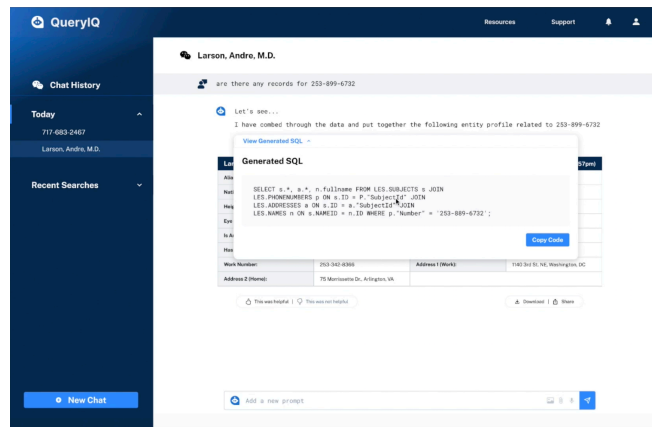 QueryIQ
Resources
Support
Larson, Andre, M.D.
Chat History
are there any records for 253-899-6732
Today
717-683-2467
Larson, Andre, M.D.
Recent Searches
Let's see...
I have combed through the data and put together the following entity profile related to 253-899-6732
View Generated SQL
Generated SQL
SELECT s.*, a.*, n.fullname FROM LES.SUBJECTS s JOIN
LES.PHONENUMBERS p ON s.ID = P."SubjectId" JOIN
LES.ADDRESSES a ON s.ID = a."SubjectId" JOIN
LES.NAMES n ON s.NAMEID = n.ID WHERE p."Number" = '253-889-6732';
Copy Code
57pm)
Work Number:
253-342-8366
Address 1 (Work):
1140 3rd St. NE, Washington, DC
Address 2 (Home):
75 Morrissette Dr., Arlington, VA
This was helpful
This was not helpful
Download
Share
New Chat
Add a new prompt